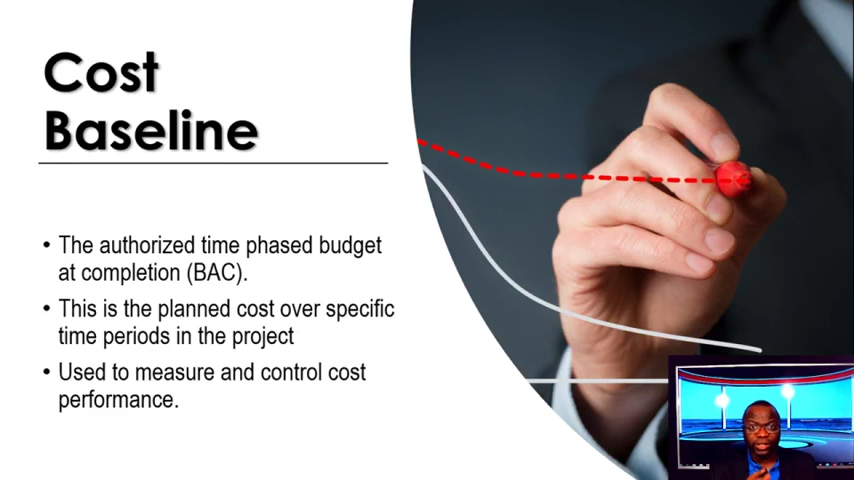 Cost
Baseline
• The authorized time phased budget
at completion (BAC).
• This is the planned cost over specific
time periods in the project
• Used to measure and control cost
performance.